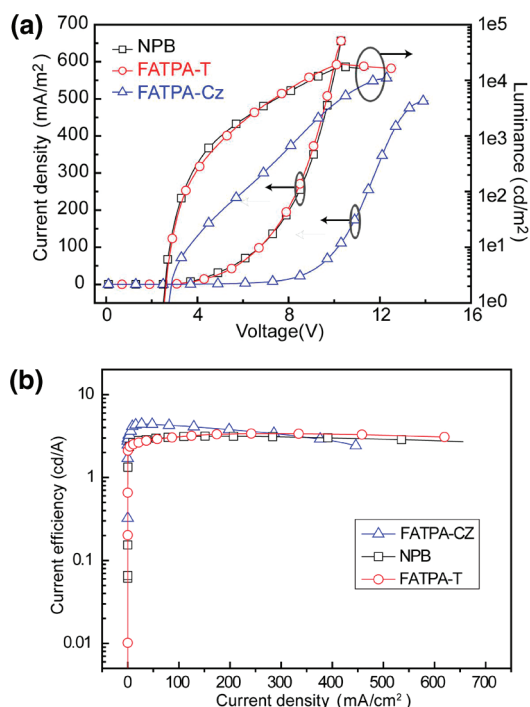 (a)
700
600
500
400
300
200
100
0
Current density (mA/m²)
NPB
FATPA-T
FATPA-Cz
1e5
1e4
1e3
1e2
1e1
1e0
Luminance (cd/m²)
0 4 8 12 16
Voltage(V)
(b)
10
1
0.1
0.01
Current efficiency (cd/A)
FATPA-CZ
NPB
FATPA-T
0 100 200 300 400 500 600 700
Current density (mA/cm²)